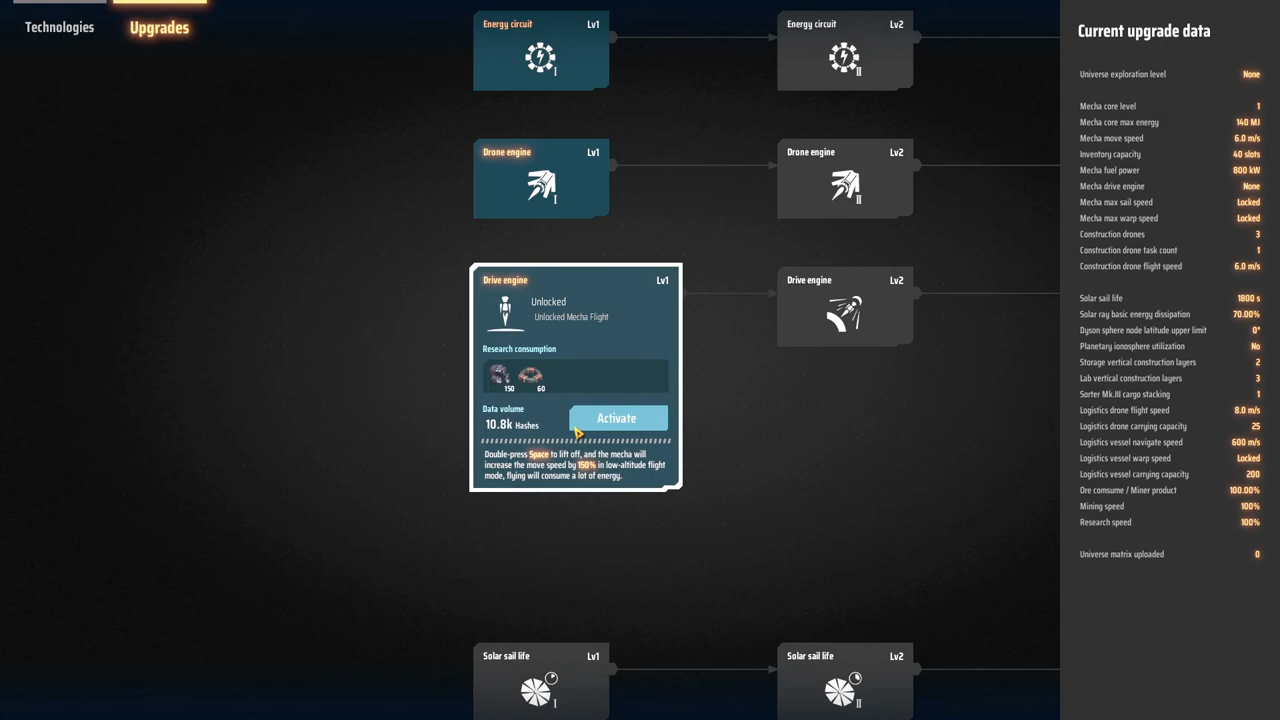 Technologies
Upgrades
Energy circuit Lv1
I
Energy circuit Lv2
II
Drone engine Lv1
I
Drone engine Lv2
II
Drive engine Lv1
Unlocked
Unlocked Mecha Flight
Research consumption
150 60
Data volume
10.8k Hashes
Activate
Double-press Space to lift off, and the mecha will
increase the move speed by 150% in low-altitude flight
mode, flying will consume a lot of energy.
Drive engine Lv2
Solar sail life Lv1
I
Solar sail life Lv2
II
Current upgrade data
Universe exploration level None
Mecha core level 1
Mecha core max energy 140 MJ
Mecha move speed 6.0 m/s
Inventory capacity 40 slots
Mecha fuel power 800 kW
Mecha drive engine None
Mecha max sail speed Locked
Mecha max warp speed Locked
Construction drones 3
Construction drone task count 1
Construction drone flight speed 6.0 m/s
Solar sail life 1800 s
Solar ray basic energy dissipation 70.00%
Dyson sphere node latitude upper limit 0°
Planetary ionosphere utilization No
Storage vertical construction layers 2
Lab vertical construction layers 3
Sorter Mk.III cargo stacking 1
Logistics drone flight speed 8.0 m/s
Logistics drone carrying capacity 25
Logistics vessel navigate speed 600 m/s
Logistics vessel warp speed Locked
Logistics vessel carrying capacity 200
Ore comsume / Miner product 100.00%
Mining speed 100%
Research speed 100%
Universe matrix uploaded 0